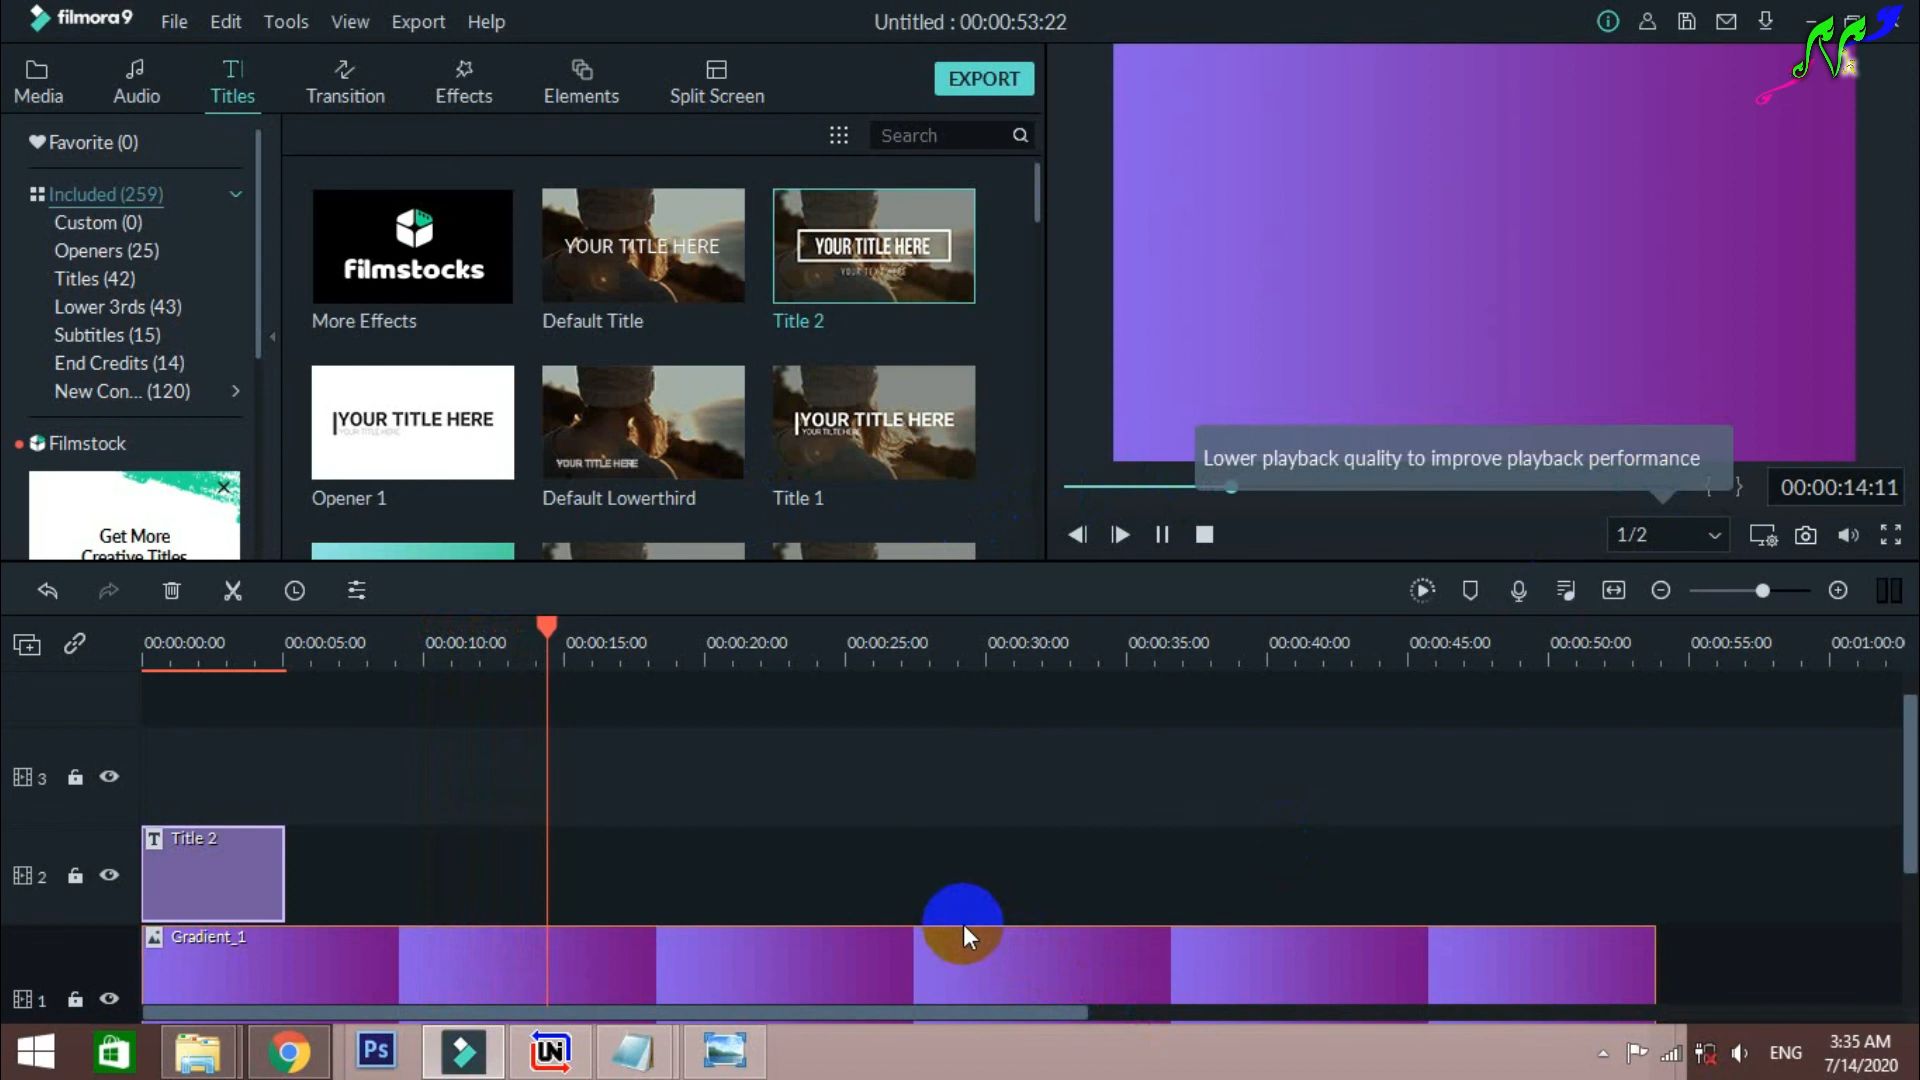 filmora9
File Edit Tools View Export Help
Untitled : 00:00:53:22
Media Audio Titles Transition Effects Elements Split Screen
EXPORT
Favorite (0)
Search
Included (259)
Custom (0)
Openers (25)
Titles (42)
Lower 3rds (43)
Subtitles (15)
End Credits (14)
New Con... (120)
Filmstock
Get More
Creative Titles
filmstocks
YOUR TITLE HERE
YOUR TITLE HERE
YOUR TEXT HERE
More Effects
Default Title
Title 2
YOUR TITLE HERE
YOUR TITLE HERE
YOUR TITLE HERE
YOUR TITLE HERE
YOUR TILTE HERE
Opener 1
Default Lowerthird
Title 1
Lower playback quality to improve playback performance
{ }
00:00:14:11
1/2
00:00:00:00 00:00:05:00 00:00:10:00 00:00:15:00 00:00:20:00 00:00:25:00 00:00:30:00 00:00:35:00 00:00:40:00 00:00:45:00 00:00:50:00 00:00:55:00 00:01:00:0
3
T Title 2
2
Gradient_1
1
Ps
UN
ENG
3:35 AM
7/14/2020